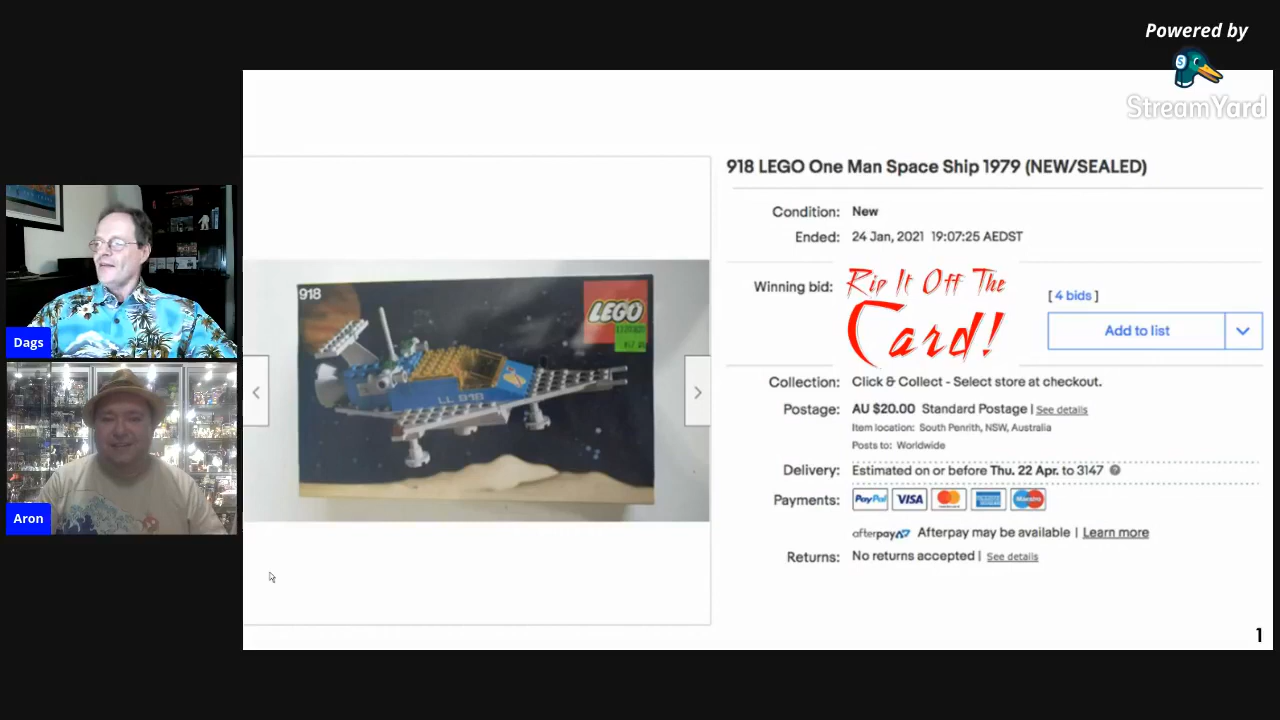 Powered by
StreamYard
Dags
Aron
918
LEGO
LL 918
918 LEGO One Man Space Ship 1979 (NEW/SEALED)
Condition: New
Ended: 24 Jan, 2021 19:07:25 AEDST
Winning bid: Rip It Off The Card! [ 4 bids ]
Add to list
Collection: Click & Collect - Select store at checkout.
Postage: AU $20.00 Standard Postage | See details
Item location: South Penrith, NSW, Australia
Posts to: Worldwide
Delivery: Estimated on or before Thu. 22 Apr. to 3147
Payments: PayPal VISA
afterpay Afterpay may be available | Learn more
Returns: No returns accepted | See details
1